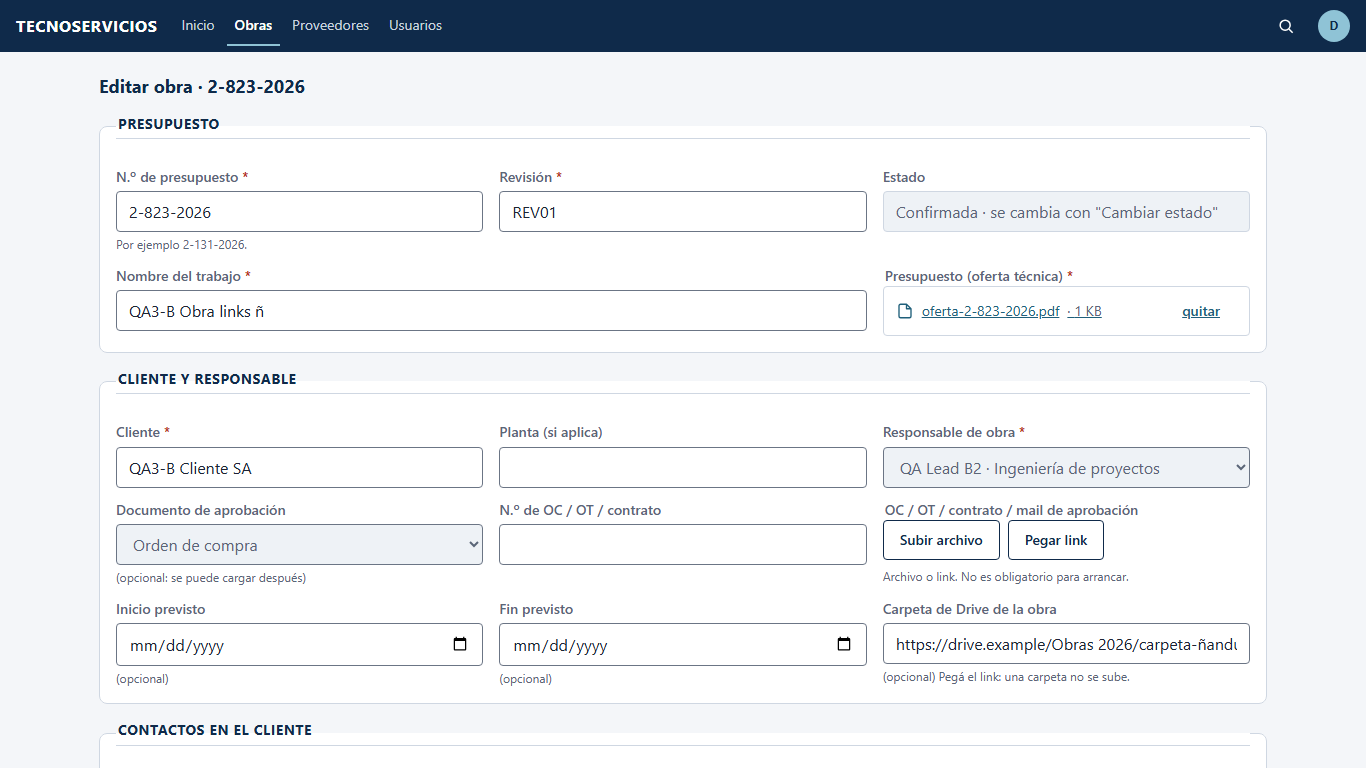 TECNOSERVICIOS Inicio Obras Proveedores Usuarios D
Editar obra · 2-823-2026
PRESUPUESTO
N.º de presupuesto * Revisión * Estado
2-823-2026 REV01 Confirmada · se cambia con "Cambiar estado"
Por ejemplo 2-131-2026.
Nombre del trabajo * Presupuesto (oferta técnica) *
QA3-B Obra links ñ oferta-2-823-2026.pdf · 1 KB quitar
CLIENTE Y RESPONSABLE
Cliente * Planta (si aplica) Responsable de obra *
QA3-B Cliente SA QA Lead B2 · Ingeniería de proyectos
Documento de aprobación N.º de OC / OT / contrato OC / OT / contrato / mail de aprobación
Orden de compra Subir archivo Pegar link
(opcional: se puede cargar después) Archivo o link. No es obligatorio para arrancar.
Inicio previsto Fin previsto Carpeta de Drive de la obra
mm/dd/yyyy mm/dd/yyyy https://drive.example/Obras 2026/carpeta-ñandu
(opcional) (opcional) (opcional) Pegá el link: una carpeta no se sube.
CONTACTOS EN EL CLIENTE